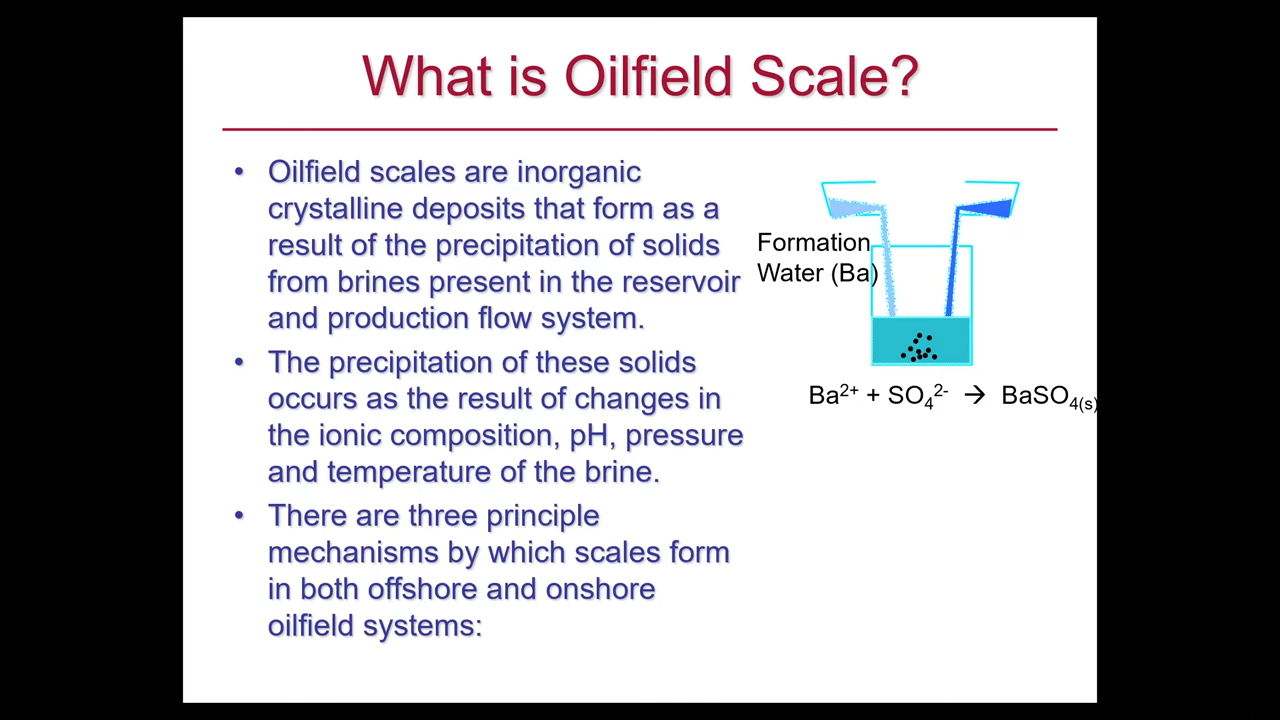 What is Oilfield Scale?
• Oilfield scales are inorganic
crystalline deposits that form as a
result of the precipitation of solids
from brines present in the reservoir
and production flow system.
• The precipitation of these solids
occurs as the result of changes in
the ionic composition, pH, pressure
and temperature of the brine.
• There are three principle
mechanisms by which scales form
in both offshore and onshore
oilfield systems:
Formation
Water (Ba)
Ba²⁺ + SO₄²⁻ → BaSO₄₍ₛ₎